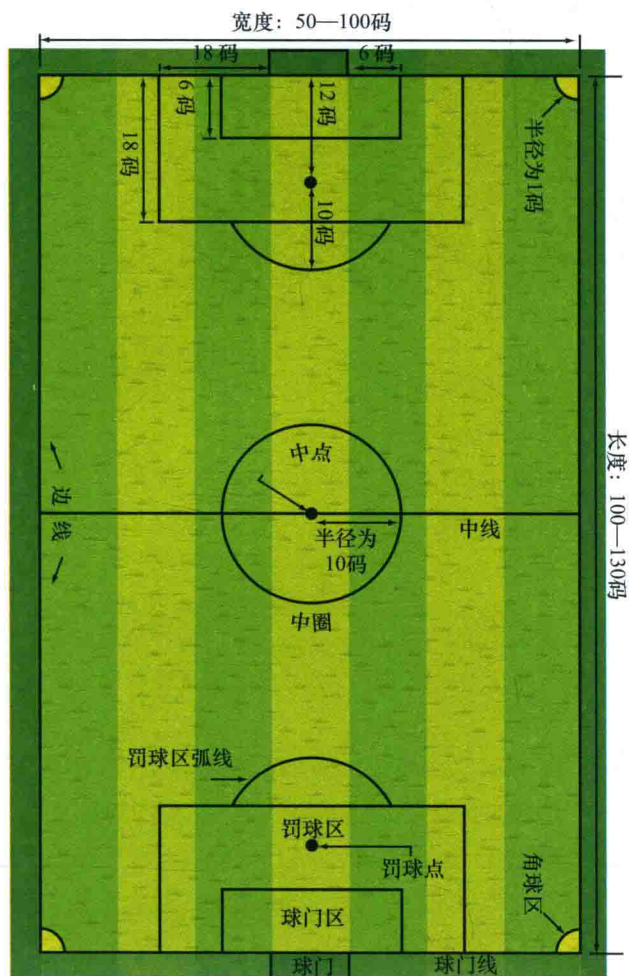 宽度：50—100码
18码
6码
6码
12码
18码
10码
半径为1码
长度：100—130码
中点
边线
半径为
10码
中线
中圈
罚球区弧线
罚球区
罚球点
角球区
球门区
球门
球门线